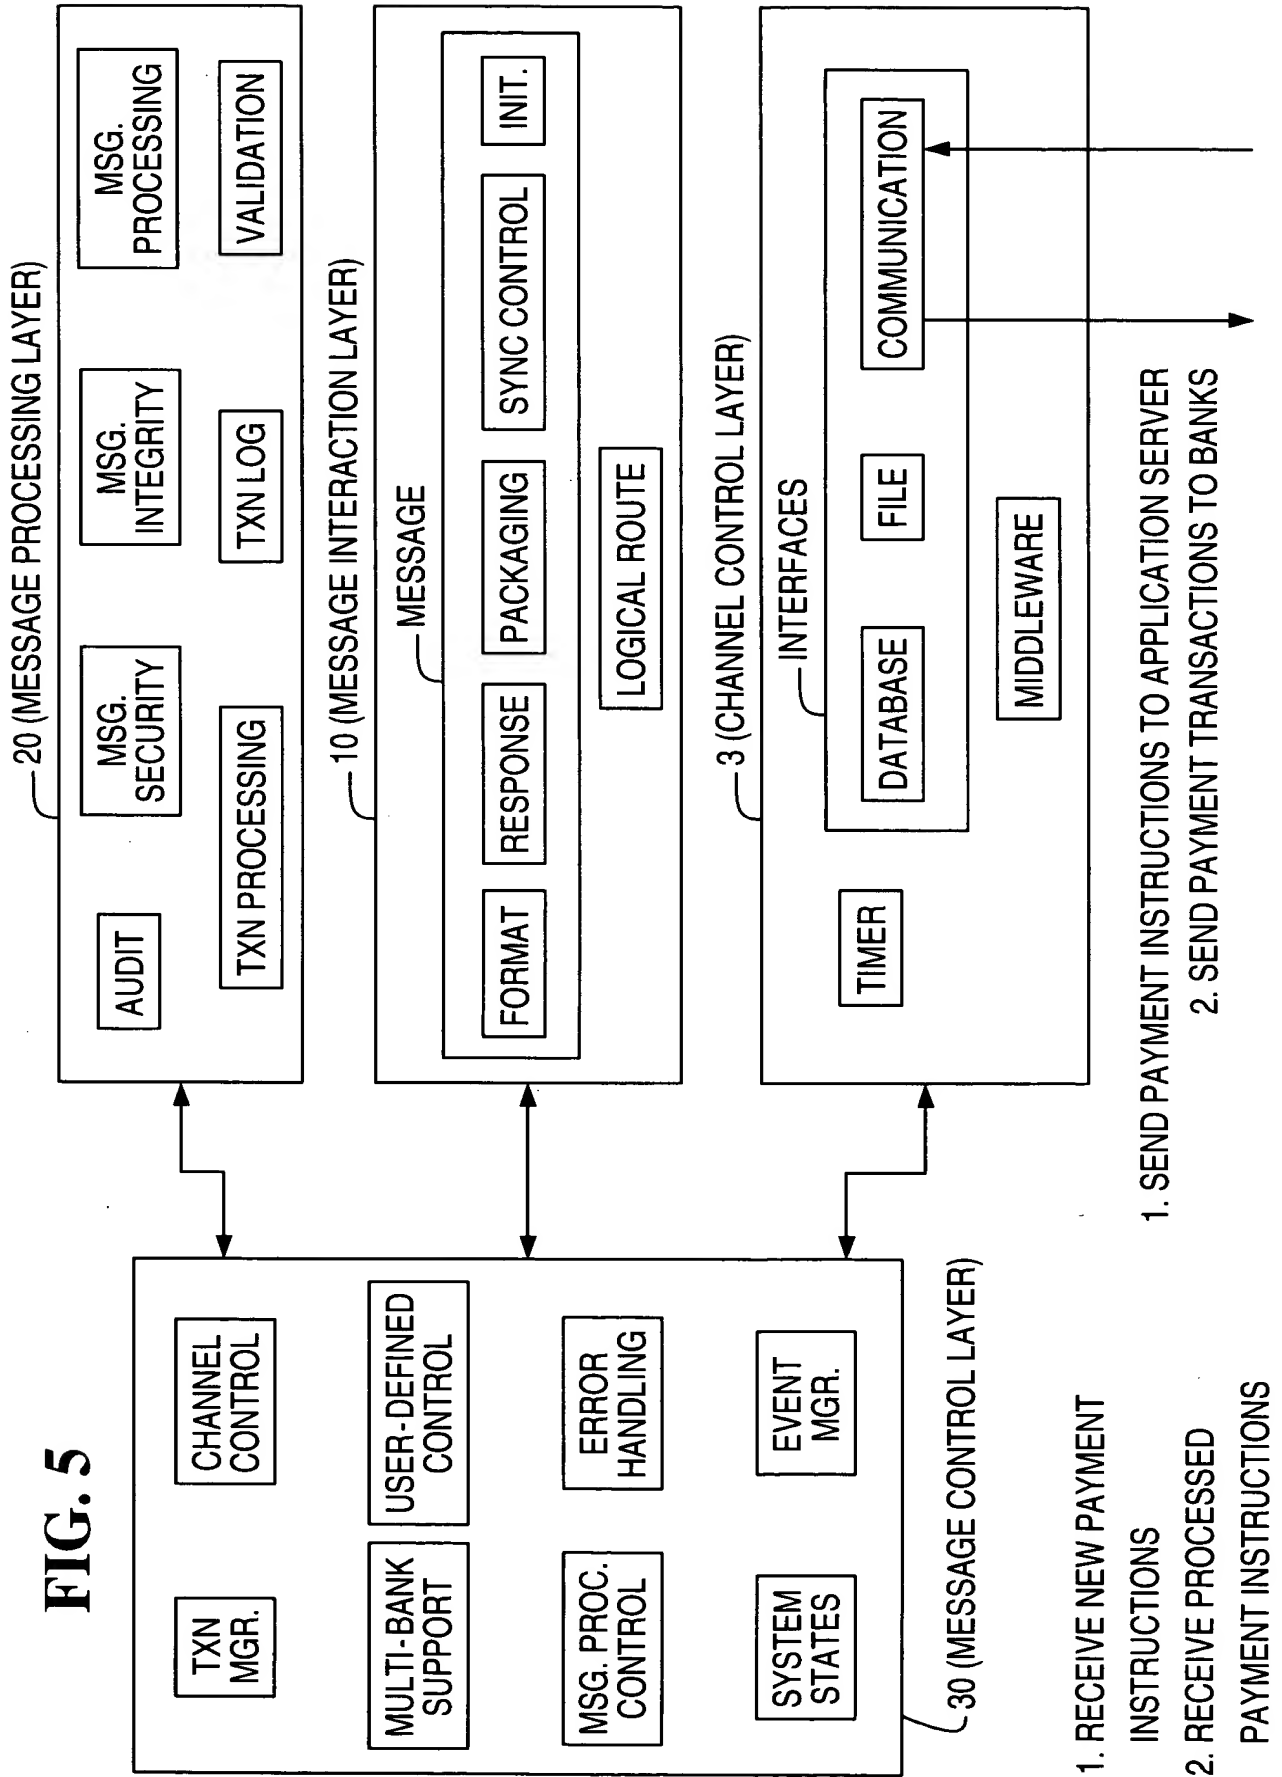 FIG. 5
TXN
MGR.
CHANNEL
CONTROL
MULTI-BANK
SUPPORT
USER-DEFINED
CONTROL
MSG. PROC.
CONTROL
ERROR
HANDLING
SYSTEM
STATES
EVENT
MGR.
30 (MESSAGE CONTROL LAYER)
1. RECEIVE NEW PAYMENT
INSTRUCTIONS
2. RECEIVE PROCESSED
PAYMENT INSTRUCTIONS
20 (MESSAGE PROCESSING LAYER)
AUDIT
MSG.
SECURITY
MSG.
INTEGRITY
MSG.
PROCESSING
TXN PROCESSING
TXN LOG
VALIDATION
10 (MESSAGE INTERACTION LAYER)
MESSAGE
FORMAT
RESPONSE
PACKAGING
SYNC CONTROL
INIT.
LOGICAL ROUTE
3 (CHANNEL CONTROL LAYER)
INTERFACES
TIMER
DATABASE
FILE
COMMUNICATION
MIDDLEWARE
1. SEND PAYMENT INSTRUCTIONS TO APPLICATION SERVER
2. SEND PAYMENT TRANSACTIONS TO BANKS